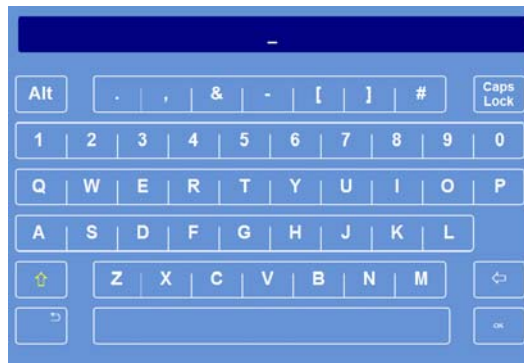 _
Alt . , & - [ ] # Caps Lock
1 2 3 4 5 6 7 8 9 0
Q W E R T Y U I O P
A S D F G H J K L
Z X C V B N M
OK